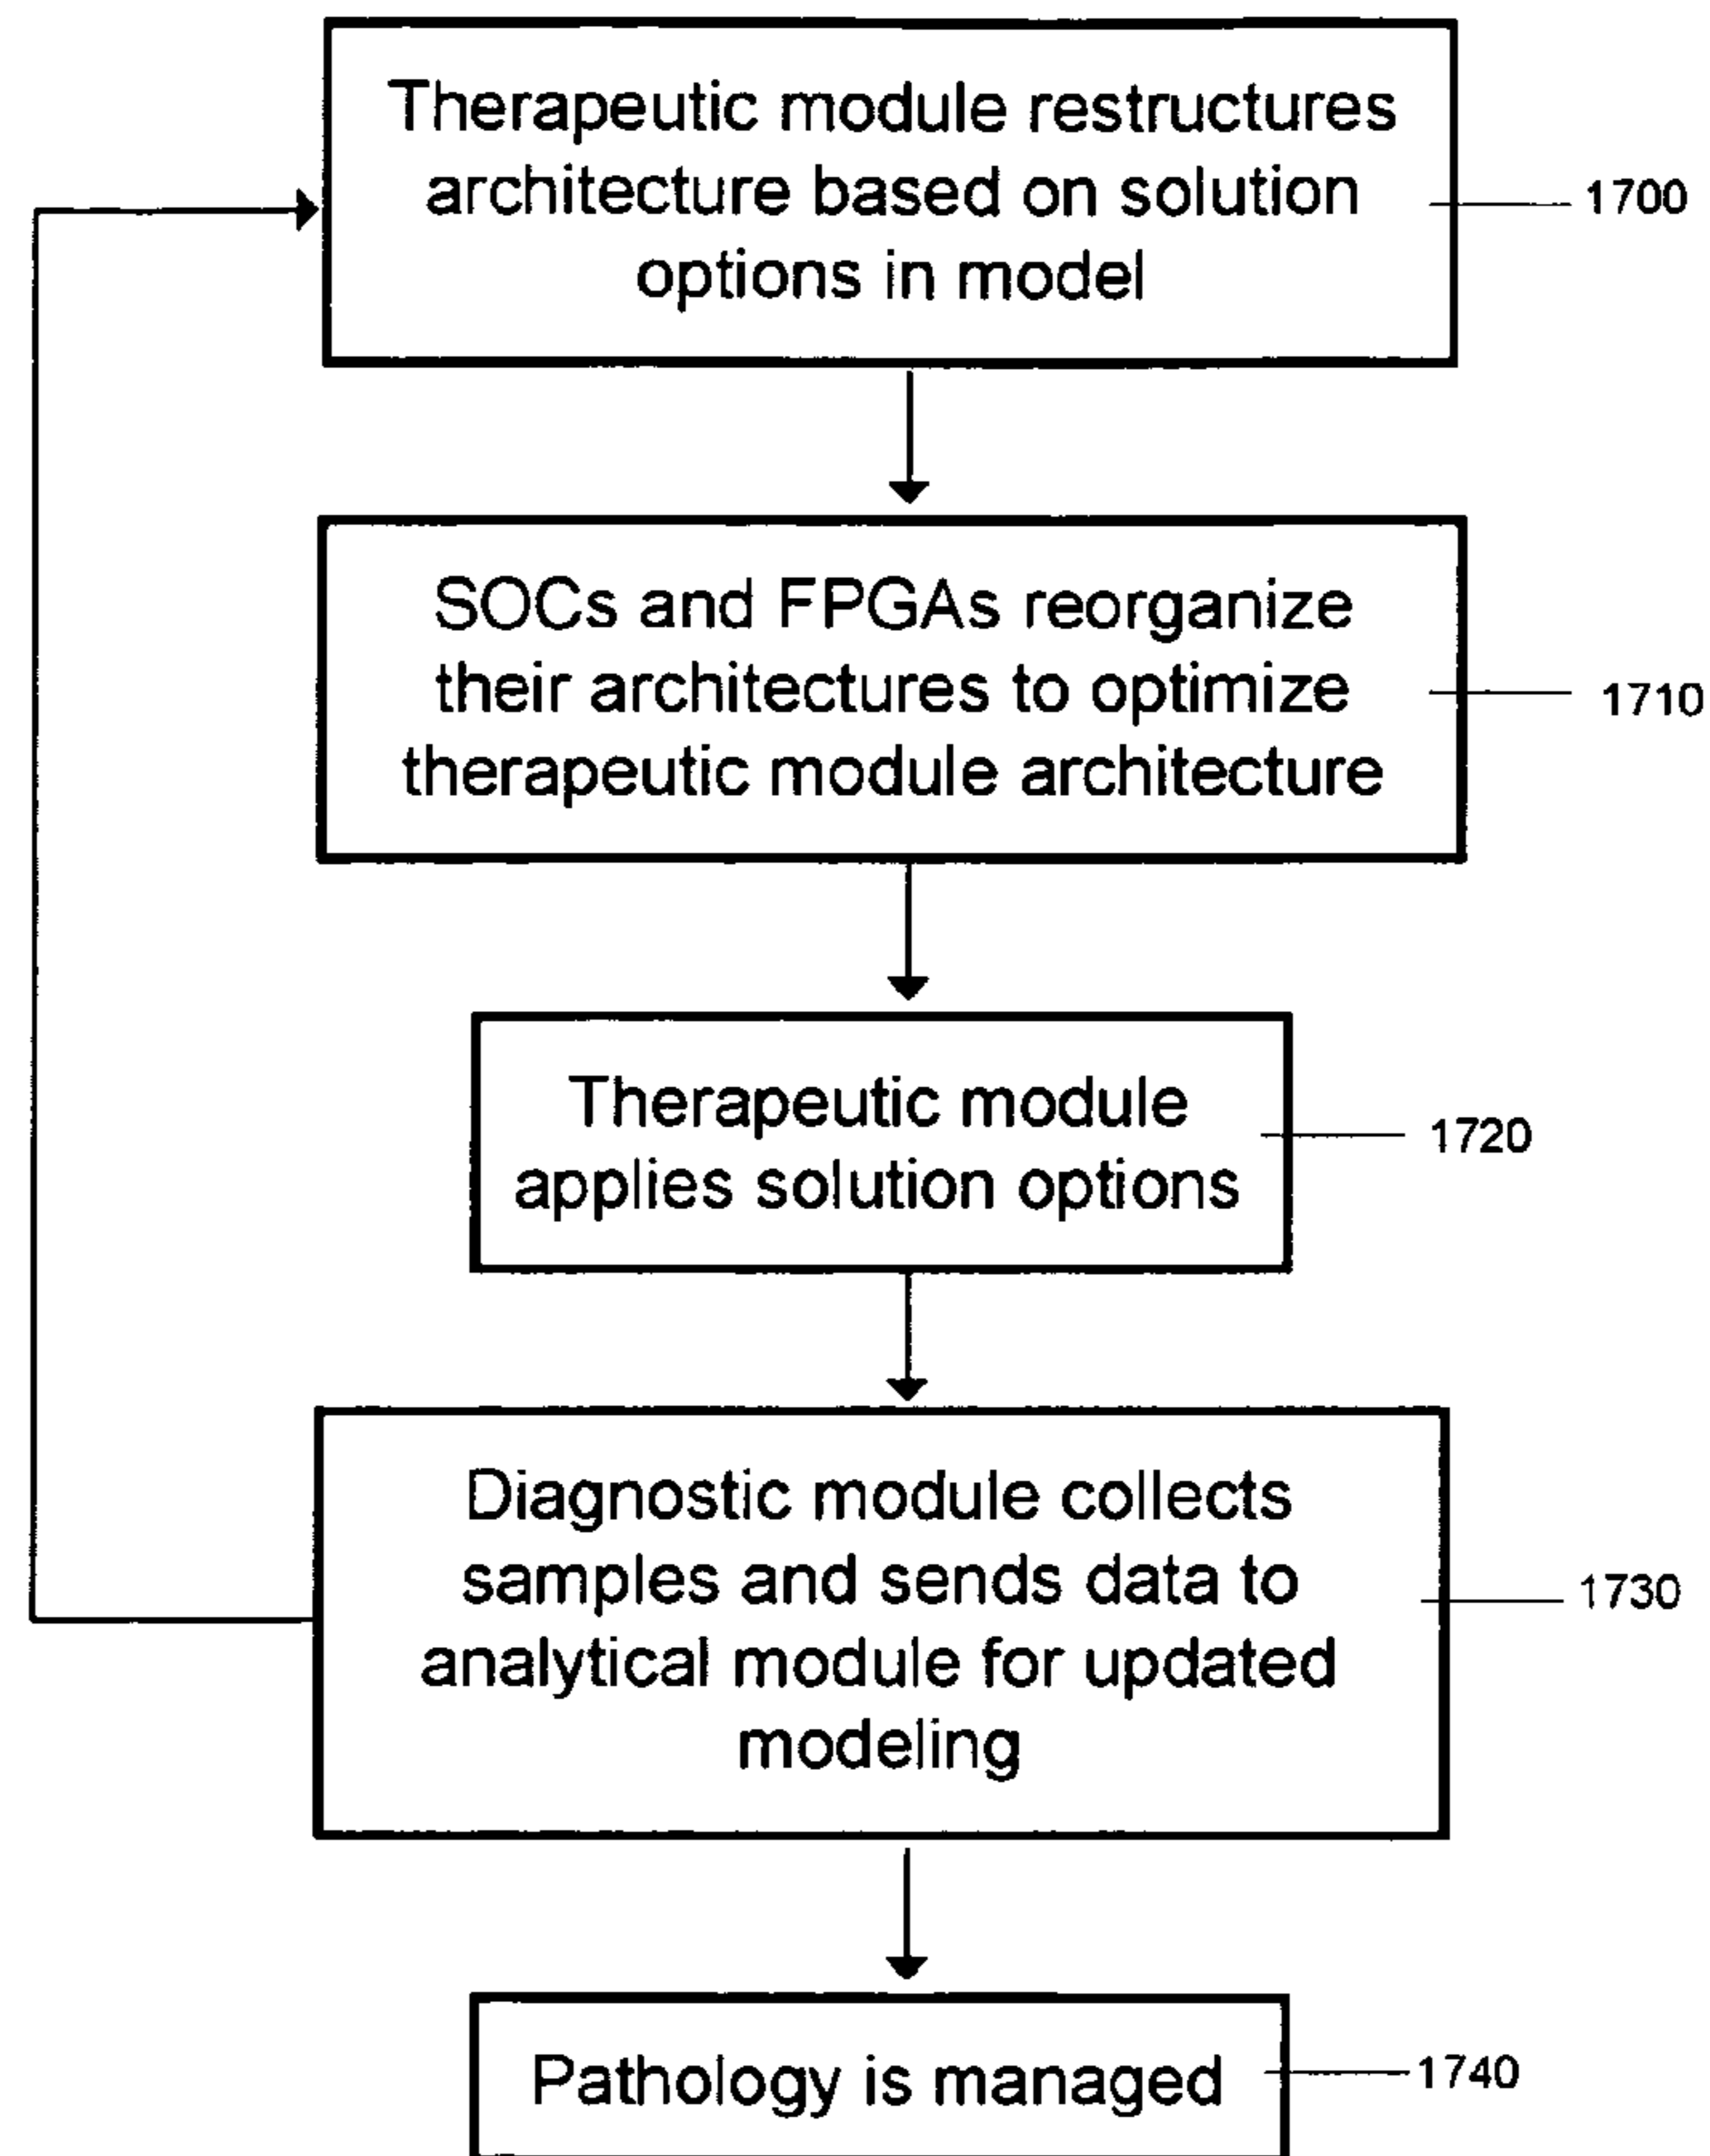 Therapeutic module restructures
architecture based on solution
options in model
1700
SOCs and FPGAs reorganize
their architectures to optimize
therapeutic module architecture
1710
Therapeutic module
applies solution options
1720
Diagnostic module collects
samples and sends data to
analytical module for updated
modeling
1730
Pathology is managed
1740